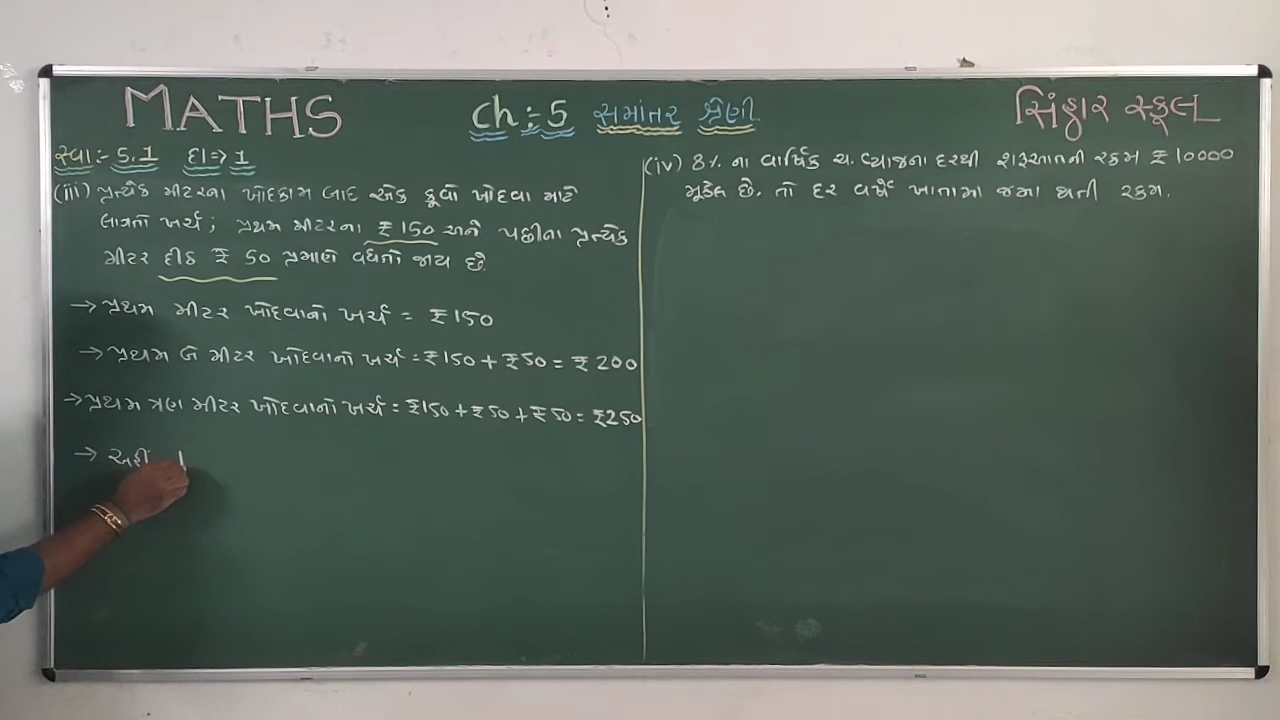 MATHS
ch :- 5 સમાંતર શ્રેણી
સિંહાર સ્કૂલ
સ્વા :- 5.1 દા => 1
(iii) પ્રત્યેક મીટરના ખોદકામ બાદ એક કૂવો ખોદવા માટે
લાગતો ખર્ચ; પ્રથમ મીટરના ₹ 150 અને પછીના પ્રત્યેક
મીટર દીઠ ₹ 50 પ્રમાણે વધતો જાય છે.
→ પ્રથમ મીટર ખોદવાનો ખર્ચ = ₹150
→ પ્રથમ બે મીટર ખોદવાનો ખર્ચ = ₹150 + ₹50 = ₹ 200
→ પ્રથમ ત્રણ મીટર ખોદવાનો ખર્ચ = ₹150 + ₹50 + ₹50 = ₹250
→ અહીં 1
(iv) 8% ના વાર્ષિક ચ. વ્યાજના દરથી શરૂઆતની રકમ ₹ 10000
મૂકેલ છે. તો દર વર્ષે ખાતામાં જમા થતી રકમ.